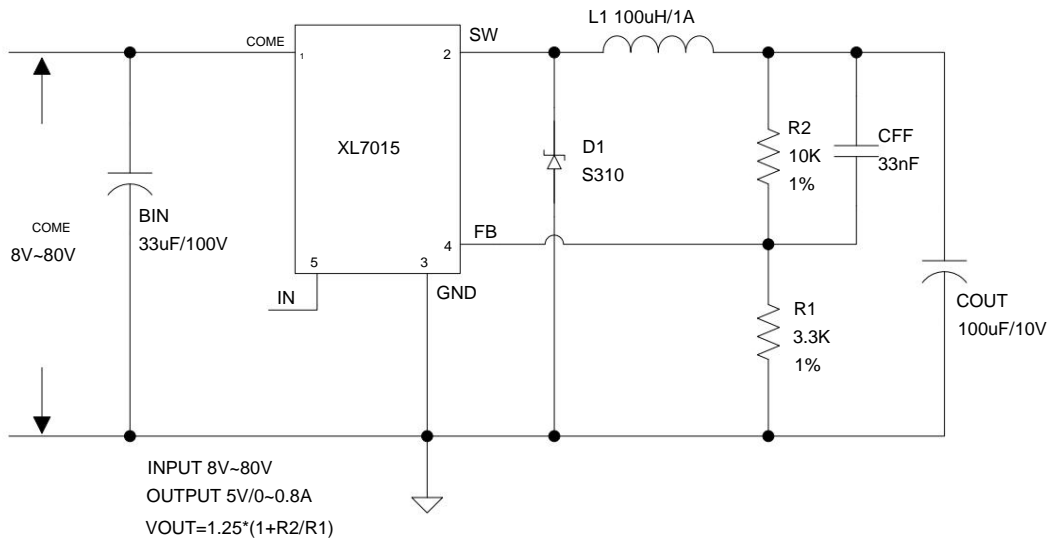 L1 100uH/1A
COME
1
SW
2
XL7015
D1
S310
R2
10K
1%
CFF
33nF
BIN
33uF/100V
COME
8V~80V
FB
4
5
3
IN
GND
R1
3.3K
1%
COUT
100uF/10V
INPUT 8V~80V
OUTPUT 5V/0~0.8A
VOUT=1.25*(1+R2/R1)